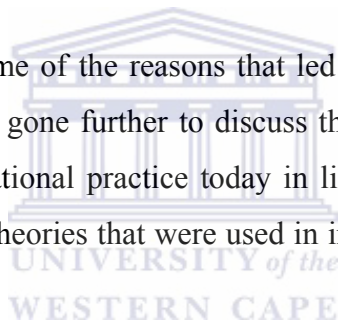 me of the reasons that led
gone further to discuss th
ational practice today in li
heories that were used in i
UNIVERSITY of the
WESTERN CAPE